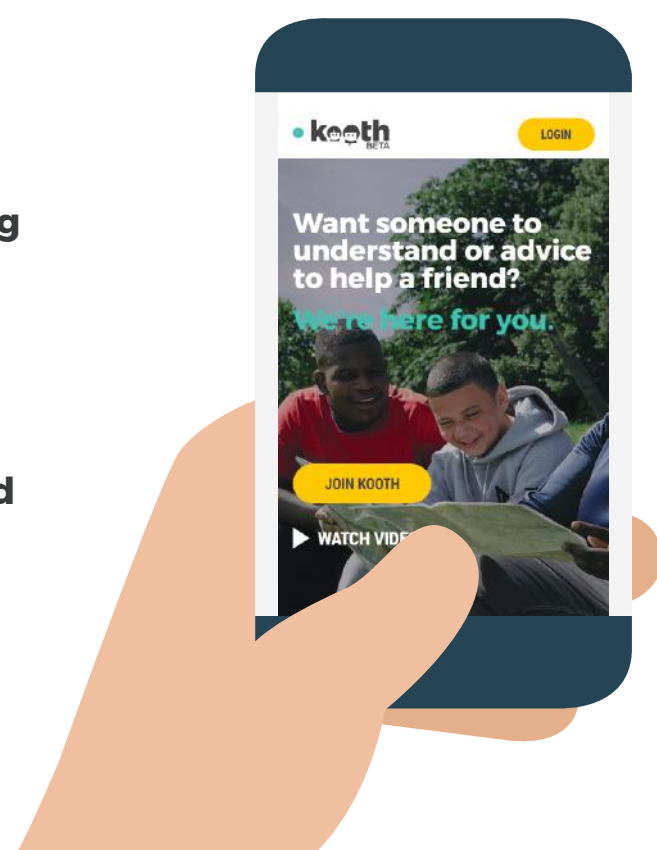 kooth
BETA
LOGIN
g
Want someone to
understand or advice
to help a friend?
We're here for you.
d
JOIN KOOTH
WATCH